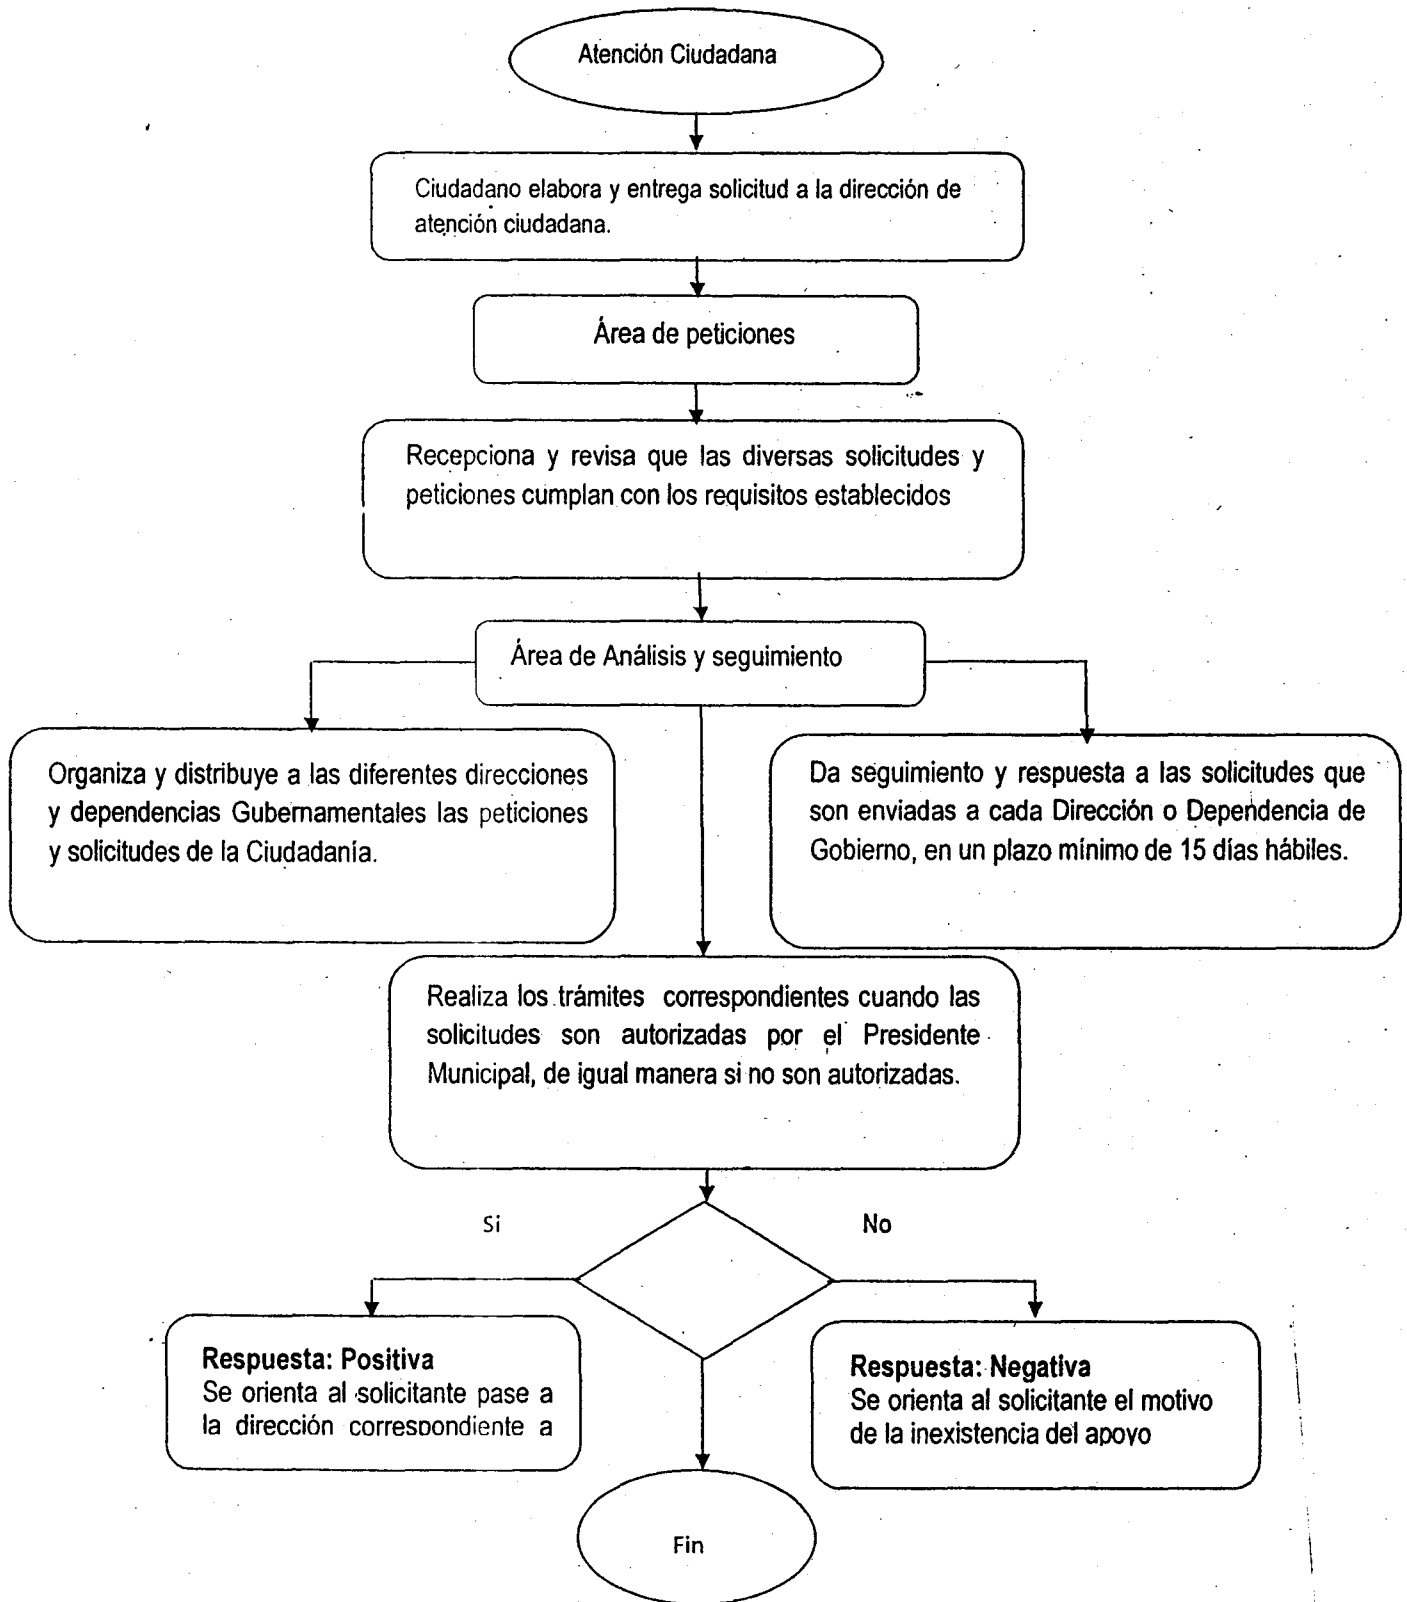 Atención Ciudadana
Ciudadano elabora y entrega solicitud a la dirección de
atención ciudadana.
Área de peticiones
Recepciona y revisa que las diversas solicitudes y
peticiones cumplan con los requisitos establecidos
Área de Análisis y seguimiento
Organiza y distribuye a las diferentes direcciones
y dependencias Gubernamentales las peticiones
y solicitudes de la Ciudadanía.
Da seguimiento y respuesta a las solicitudes que
son enviadas a cada Dirección o Dependencia de
Gobierno, en un plazo mínimo de 15 días hábiles.
Realiza los trámites correspondientes cuando las
solicitudes son autorizadas por el Presidente
Municipal, de igual manera si no son autorizadas.
Si
No
Respuesta: Positiva
Se orienta al solicitante pase a
la dirección correspondiente a
Respuesta: Negativa
Se orienta al solicitante el motivo
de la inexistencia del apoyo
Fin